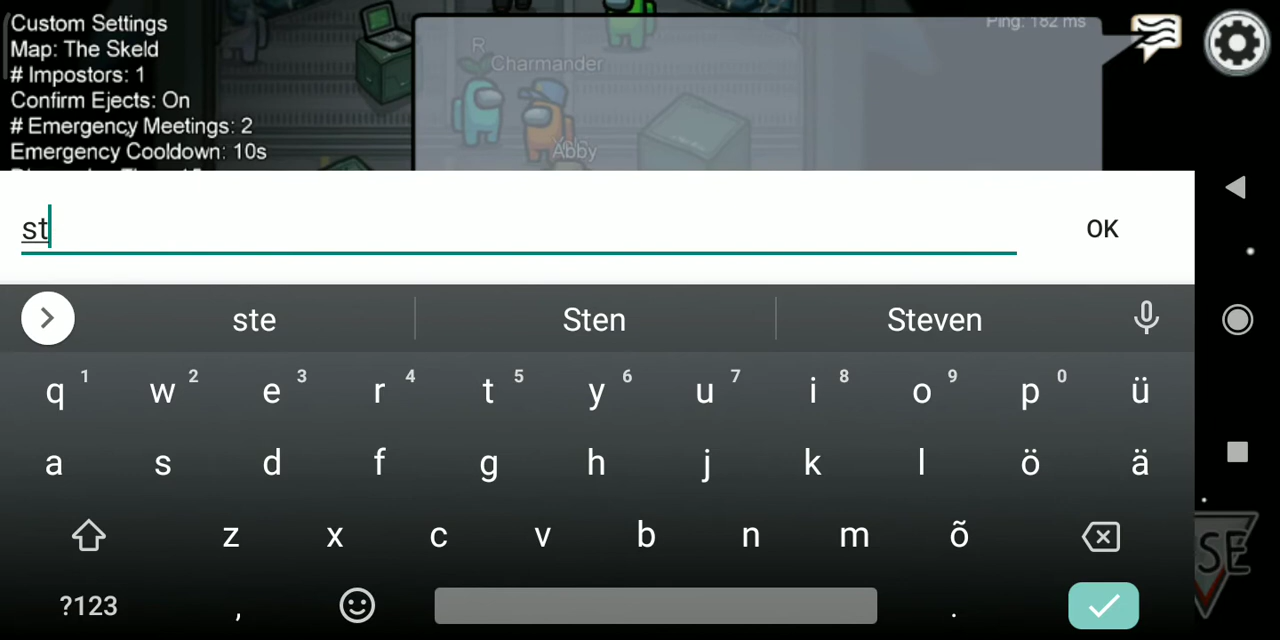 Custom Settings
Map: The Skeld
# Impostors: 1
Confirm Ejects: On
# Emergency Meetings: 2
Emergency Cooldown: 10s
R
Charmander
Abby
Ping: 182 ms
st
OK
ste Sten Steven
q 1 w 2 e 3 r 4 t 5 y 6 u 7 i 8 o 9 p 0 ü
a s d f g h j k l ö ä
z x c v b n m õ
?123 , .
SE